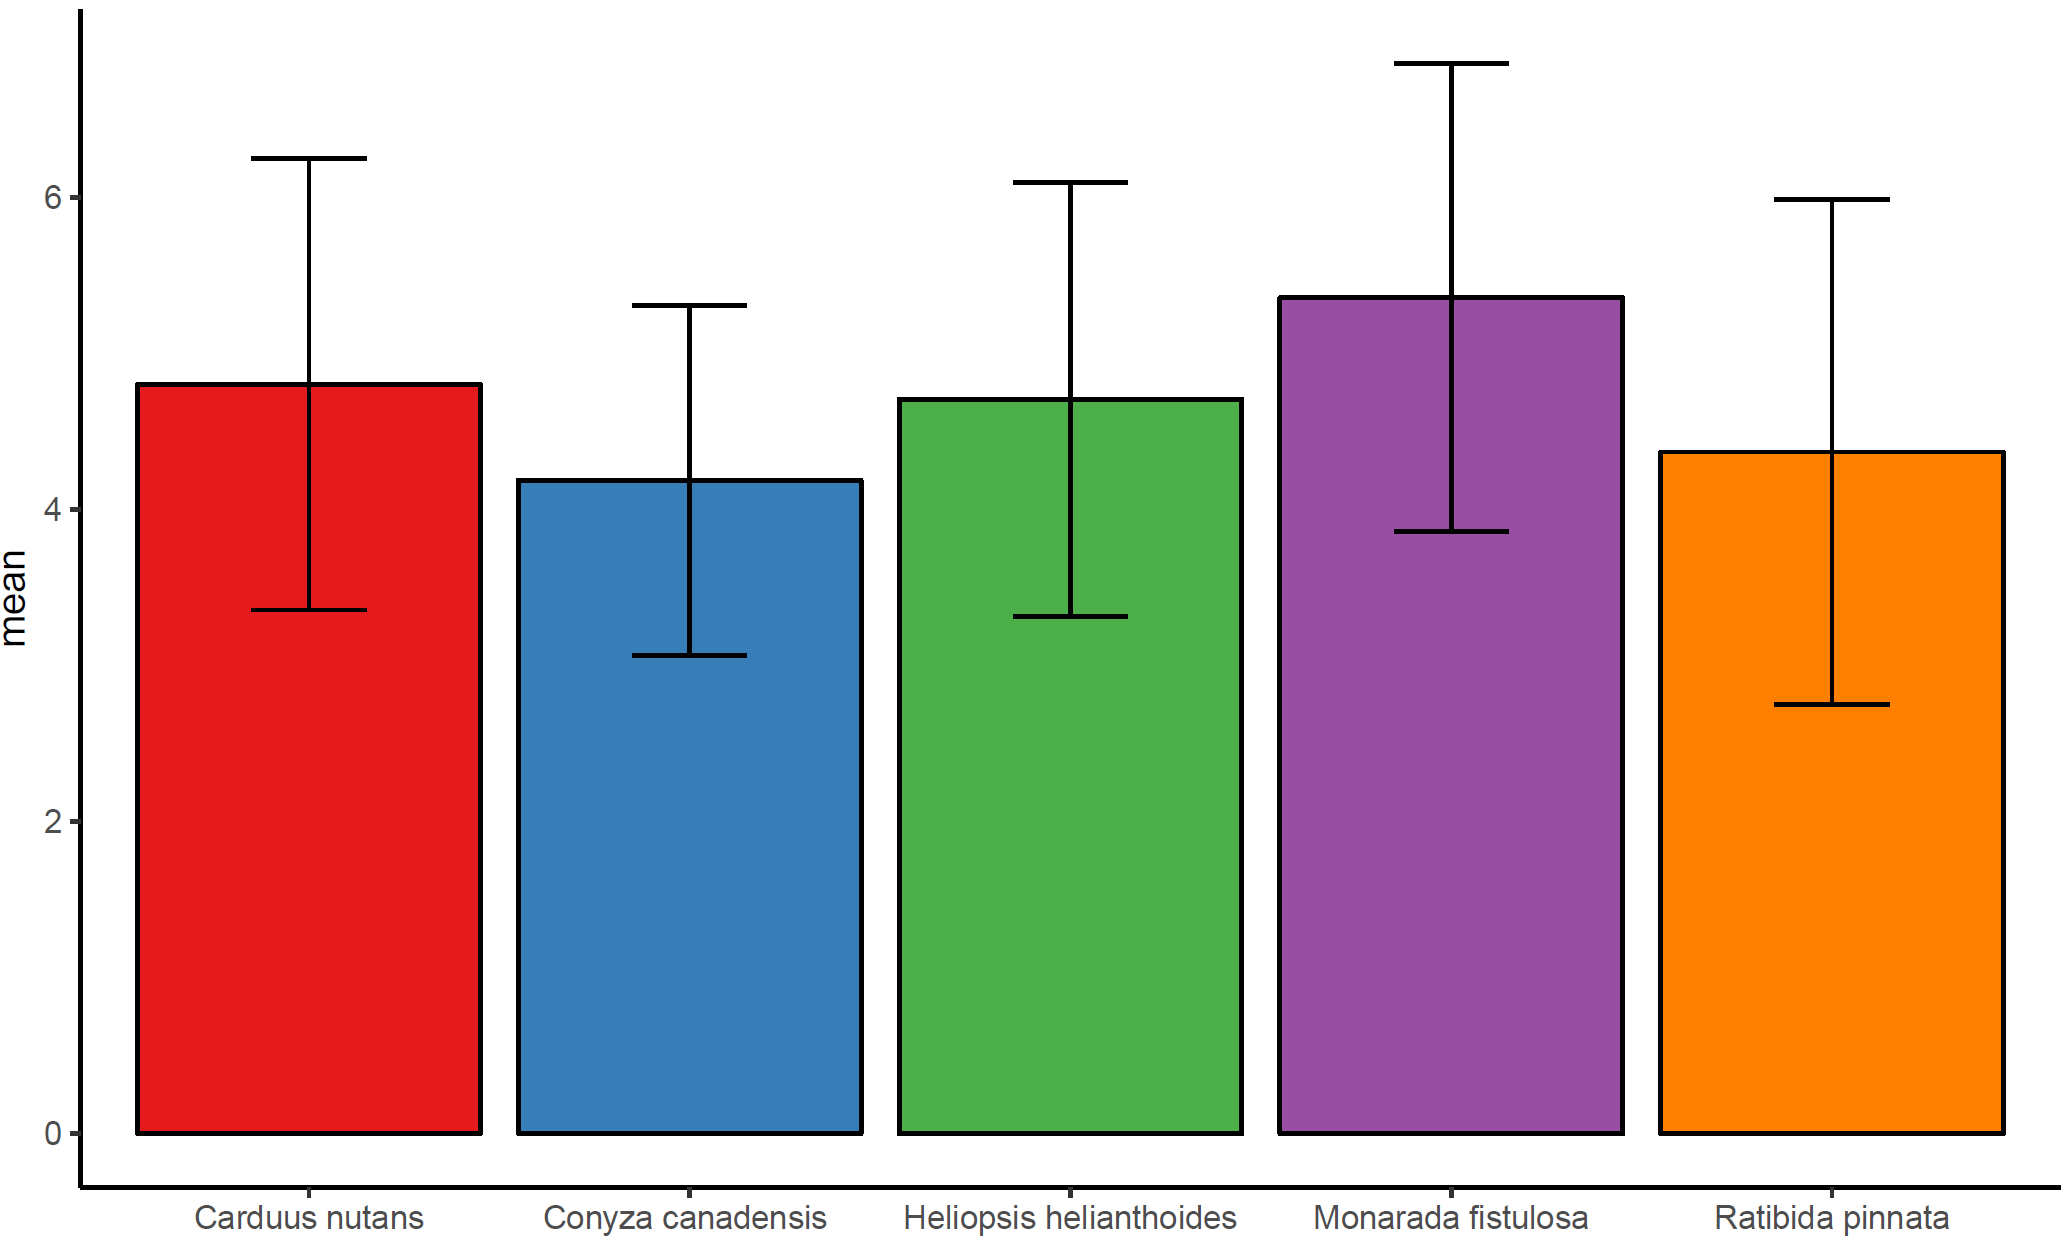 6
4
2
0
mean
Carduus nutans
Conyza canadensis
Heliopsis helianthoides
Monarada fistulosa
Ratibida pinnata